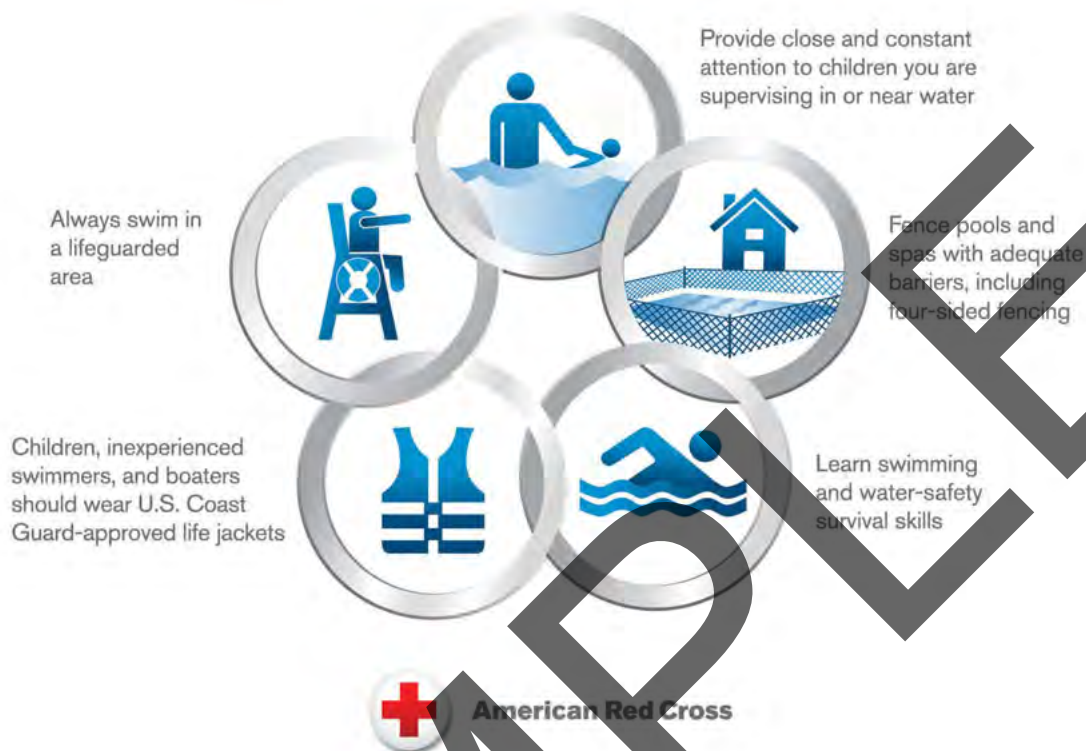 Provide close and constant
attention to children you are
supervising in or near water
Always swim in
a lifeguarded
area
Fence pools and
spas with adequate
barriers, including
four-sided fencing
Children, inexperienced
swimmers, and boaters
should wear U.S. Coast
Guard-approved life jackets
Learn swimming
and water-safety
survival skills
American Red Cross
MPLE